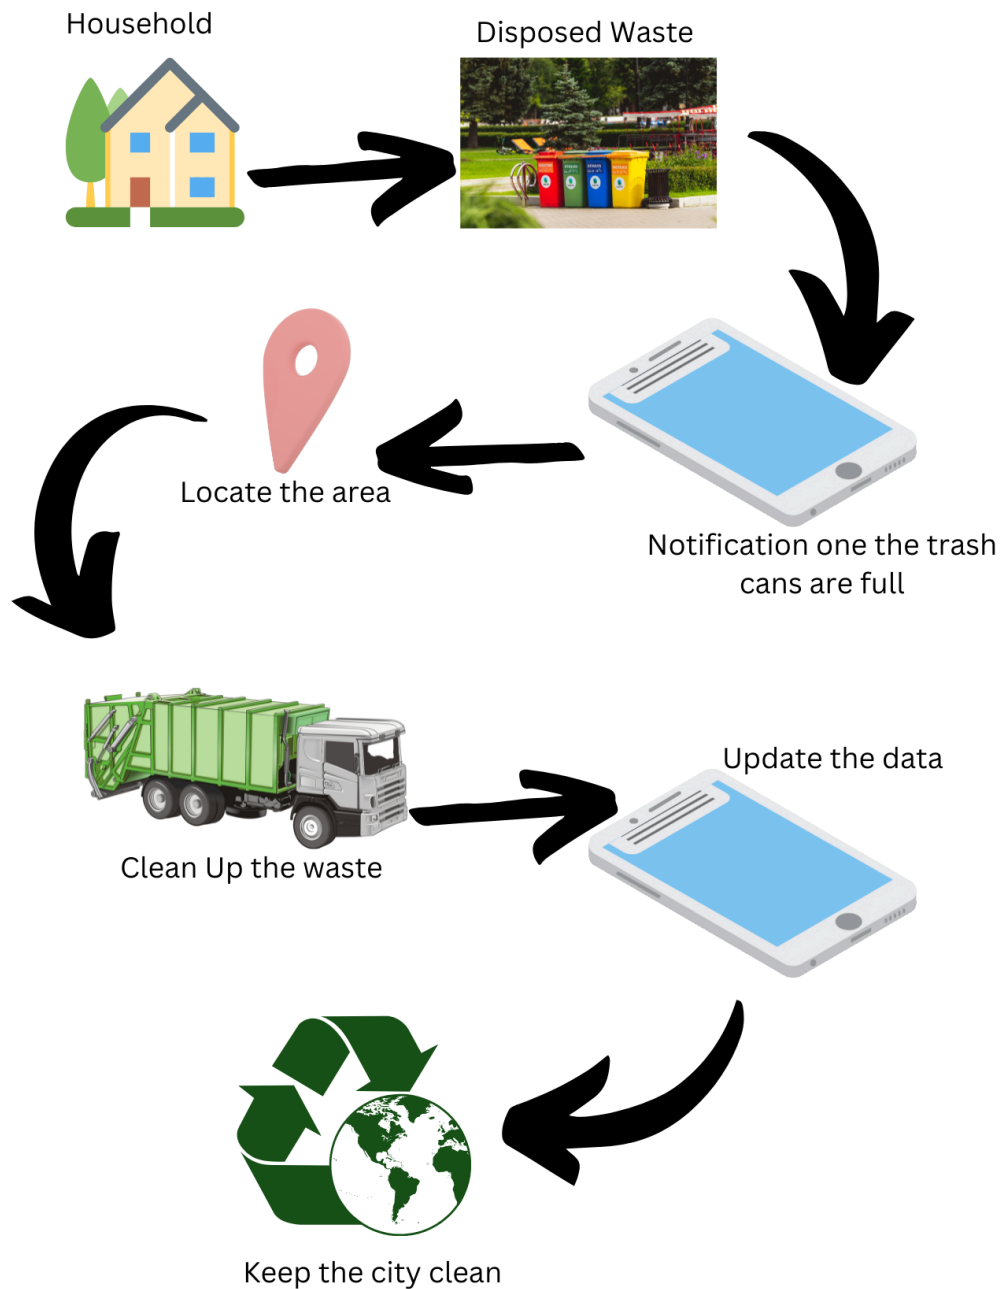 Household
Disposed Waste
Notification one the trash
cans are full
Locate the area
Clean Up the waste
Update the data
Keep the city clean